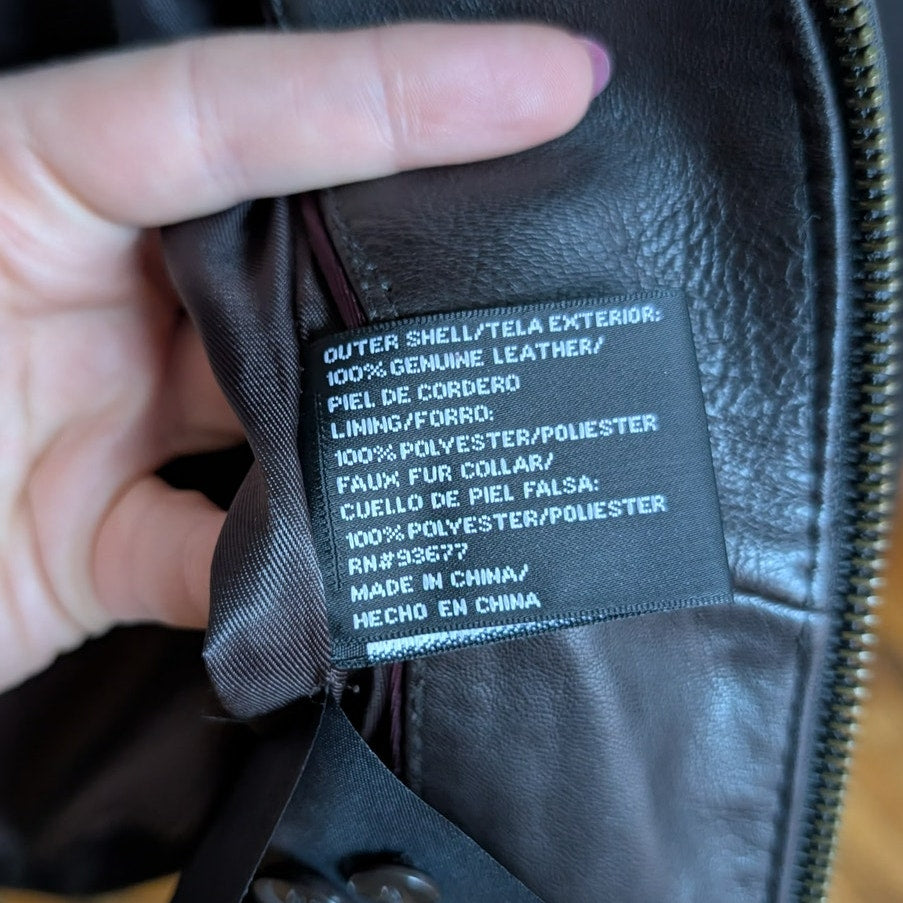 OUTER SHELL/TELA EXTERIOR:
100% GENUINE LEATHER/
PIEL DE CORDERO
LINING/FORRO:
100% POLYESTER/POLIESTER
FAUX FUR COLLAR/
CUELLO DE PIEL FALSA:
100% POLYESTER/POLIESTER
RN#93677
MADE IN CHINA/
HECHO EN CHINA